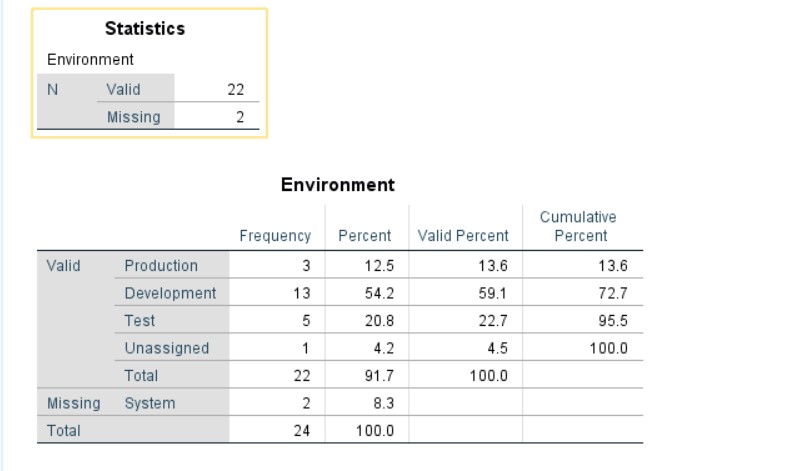 Statistics
Environment
N Valid 22
Missing 2
Environment
Frequency Percent Valid Percent Cumulative Percent
Valid Production 3 12.5 13.6 13.6
Development 13 54.2 59.1 72.7
Test 5 20.8 22.7 95.5
Unassigned 1 4.2 4.5 100.0
Total 22 91.7 100.0
Missing System 2 8.3
Total 24 100.0